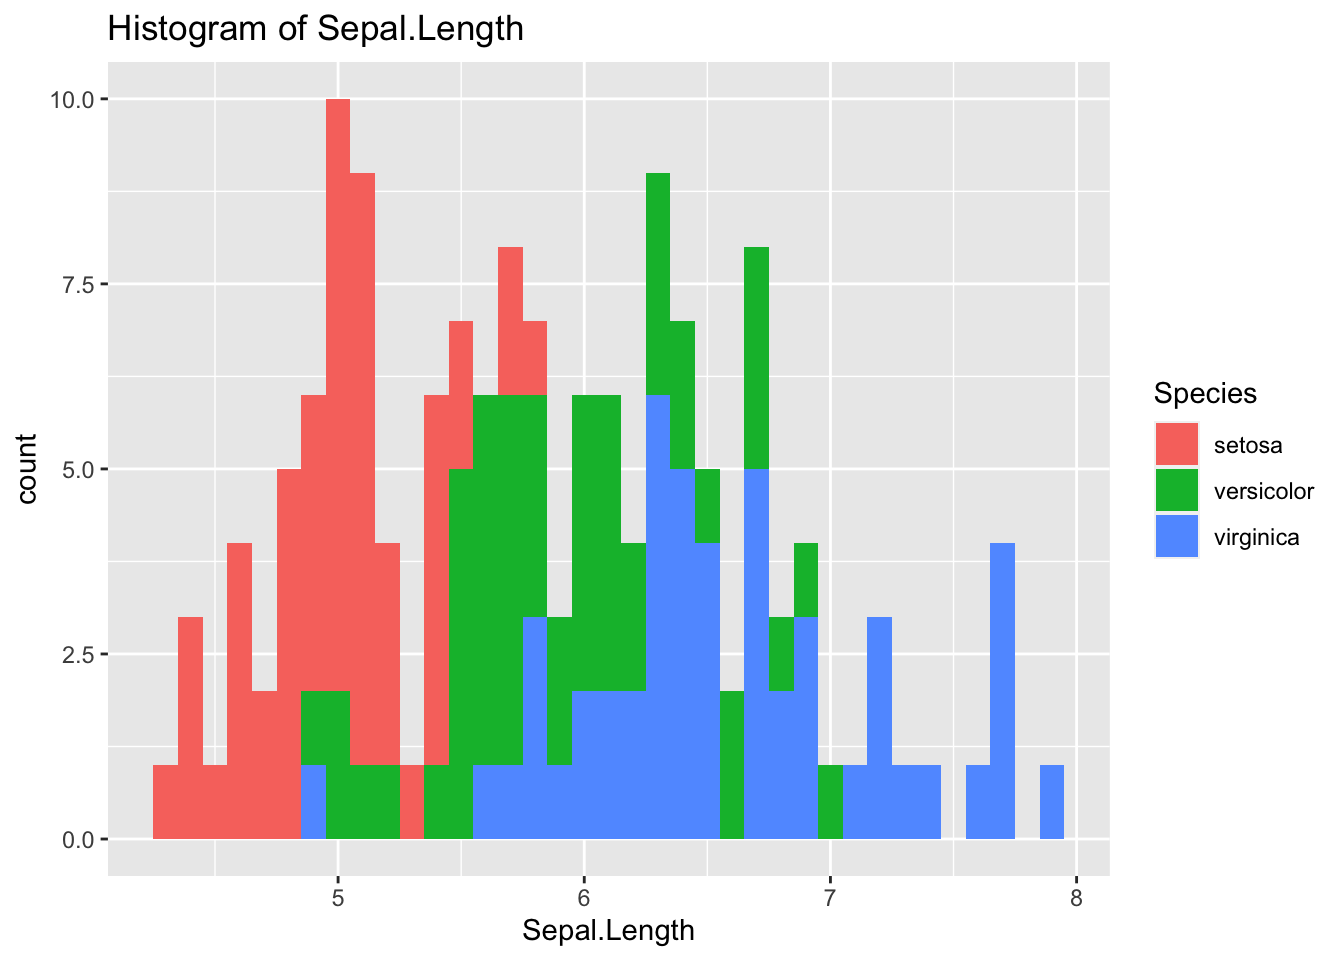 Histogram of Sepal.Length
10.0
7.5
5.0
2.5
0.0
count
5 6 7 8
Sepal.Length
Species
setosa
versicolor
virginica